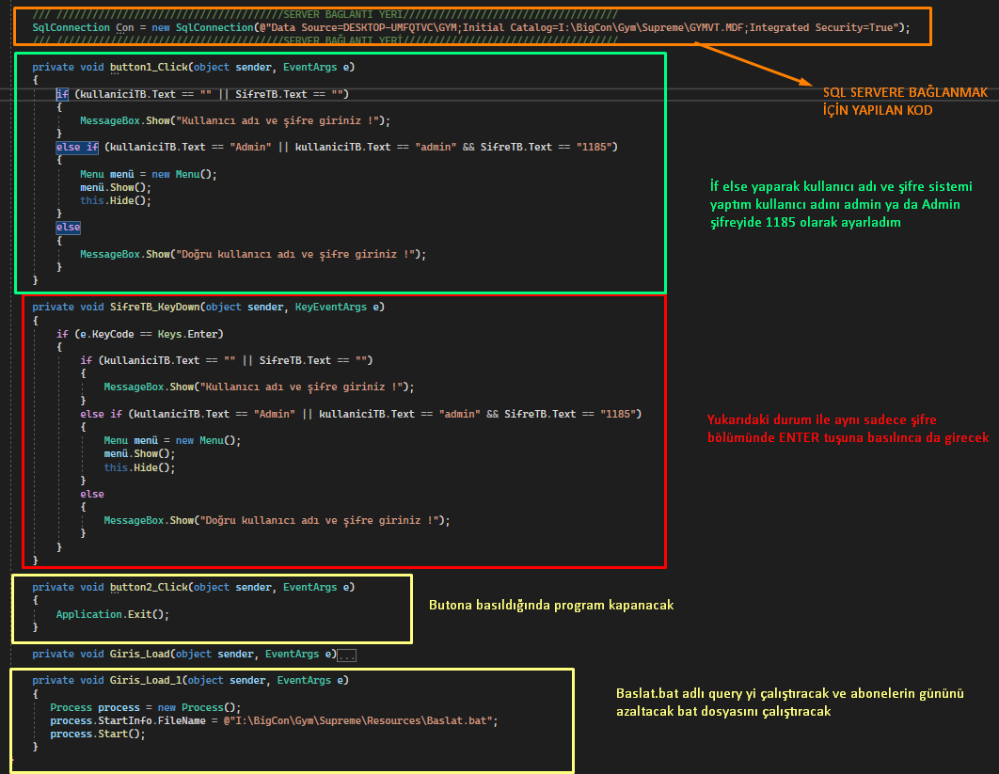 /// //////////////////////////////////////SERVER BAĞLANTI YERİ////////////////////////////////////
SqlConnection Con = new SqlConnection(@"Data Source=DESKTOP-UMFQTVC\GYM;Initial Catalog=I:\BigCon\Gym\Supreme\GYMVT.MDF;Integrated Security=True");
/// //////////////////////////////////////SERVER BAĞLANTI YERİ////////////////////////////////////
SQL SERVERE BAĞLANMAK
İÇİN YAPILAN KOD
private void button1_Click(object sender, EventArgs e)
{
if (kullaniciTB.Text == "" || SifreTB.Text == "")
{
MessageBox.Show("Kullanıcı adı ve şifre giriniz !");
}
else if (kullaniciTB.Text == "Admin" || kullaniciTB.Text == "admin" && SifreTB.Text == "1185")
{
Menu menü = new Menu();
menü.Show();
this.Hide();
}
else
{
MessageBox.Show("Doğru kullanıcı adı ve şifre giriniz !");
}
}
İf else yaparak kullanıcı adı ve şifre sistemi
yaptım kullanıcı adını admin ya da Admin
şifreyide 1185 olarak ayarladım
private void SifreTB_KeyDown(object sender, KeyEventArgs e)
{
if (e.KeyCode == Keys.Enter)
{
if (kullaniciTB.Text == "" || SifreTB.Text == "")
{
MessageBox.Show("Kullanıcı adı ve şifre giriniz !");
}
else if (kullaniciTB.Text == "Admin" || kullaniciTB.Text == "admin" && SifreTB.Text == "1185")
{
Menu menü = new Menu();
menü.Show();
this.Hide();
}
else
{
MessageBox.Show("Doğru kullanıcı adı ve şifre giriniz !");
}
}
}
Yukarıdaki durum ile aynı sadece şifre
bölümünde ENTER tuşuna basılınca da girecek
private void button2_Click(object sender, EventArgs e)
{
Application.Exit();
}
Butona basıldığında program kapanacak
private void Giris_Load(object sender, EventArgs e)...
private void Giris_Load_1(object sender, EventArgs e)
{
Process process = new Process();
process.StartInfo.FileName = @"I:\BigCon\Gym\Supreme\Resources\Baslat.bat";
process.Start();
}
Baslat.bat adlı query yi çalıştıracak ve abonelerin gününü
azaltacak bat dosyasını çalıştıracak